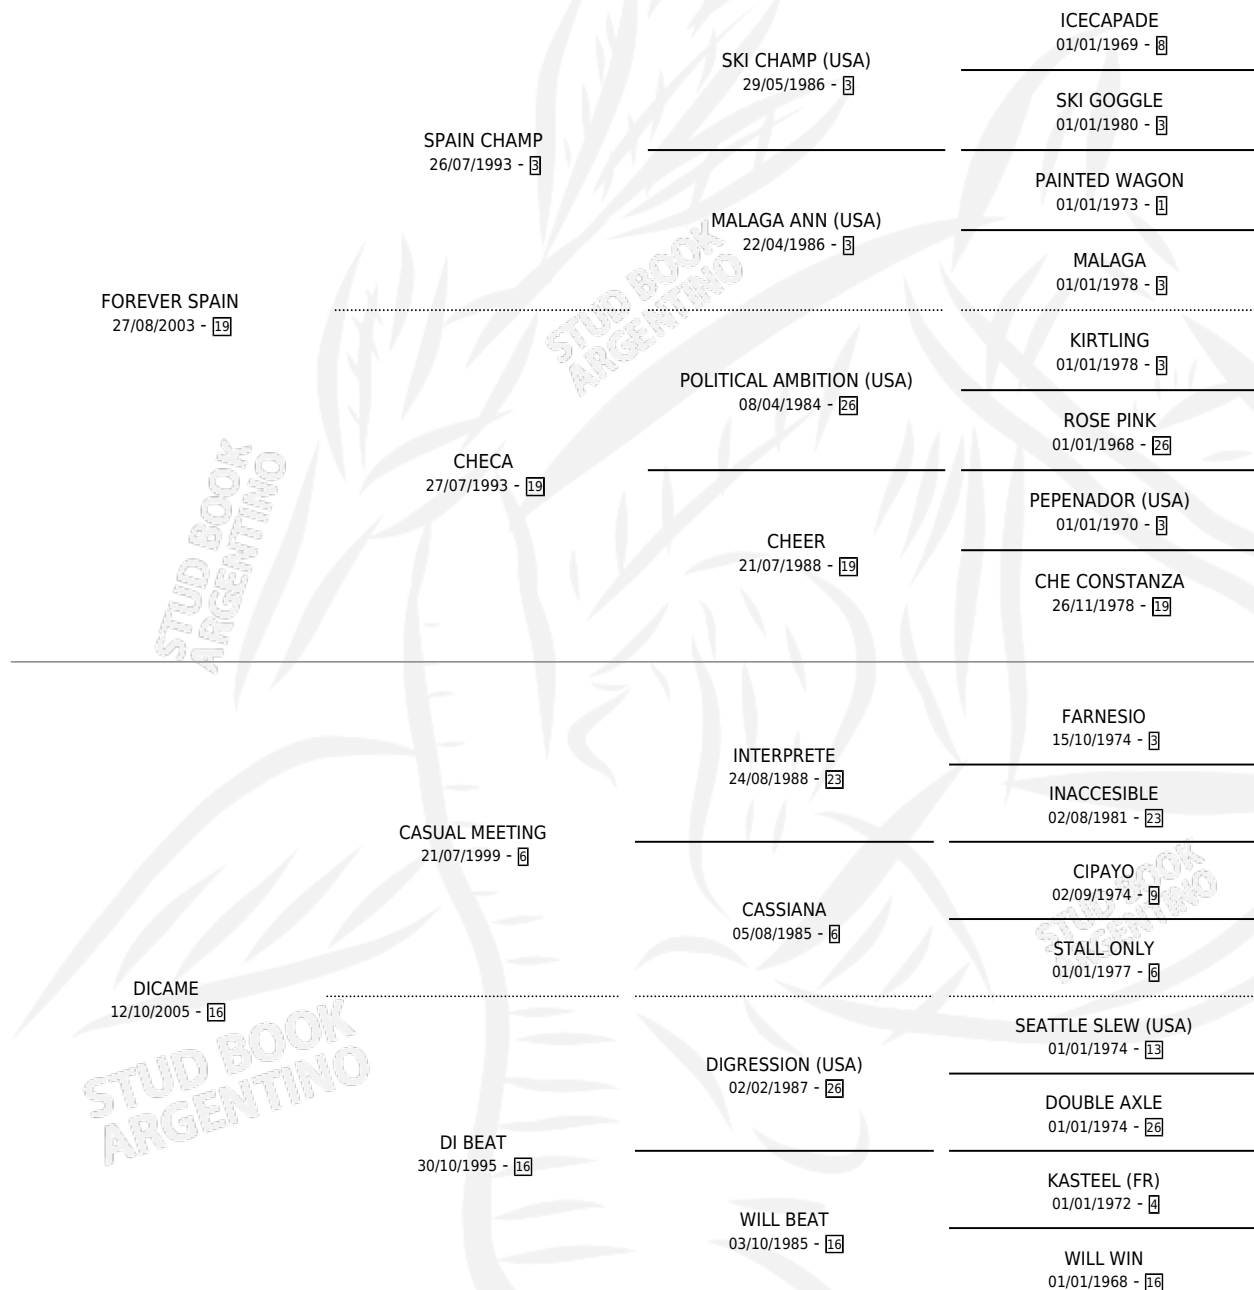 ICECAPADE
01/01/1969 - 8
SKI CHAMP (USA)
29/05/1986 - 3
SKI GOGGLE
01/01/1980 - 3
SPAIN CHAMP
26/07/1993 - 3
PAINTED WAGON
01/01/1973 - 1
MALAGA ANN (USA)
22/04/1986 - 3
MALAGA
01/01/1978 - 3
FOREVER SPAIN
27/08/2003 - 19
KIRTLING
01/01/1978 - 3
POLITICAL AMBITION (USA)
08/04/1984 - 26
ROSE PINK
01/01/1968 - 26
CHECA
27/07/1993 - 19
PEPENADOR (USA)
01/01/1970 - 3
CHEER
21/07/1988 - 19
CHE CONSTANZA
26/11/1978 - 19
FARNESIO
15/10/1974 - 3
INTERPRETE
24/08/1988 - 23
INACCESIBLE
02/08/1981 - 23
CASUAL MEETING
21/07/1999 - 6
CIPAYO
02/09/1974 - 9
CASSIANA
05/08/1985 - 6
STALL ONLY
01/01/1977 - 6
DICAME
12/10/2005 - 16
SEATTLE SLEW (USA)
01/01/1974 - 13
DIGRESSION (USA)
02/02/1987 - 26
DOUBLE AXLE
01/01/1974 - 26
DI BEAT
30/10/1995 - 16
KASTEEL (FR)
01/01/1972 - 4
WILL BEAT
03/10/1985 - 16
WILL WIN
01/01/1968 - 16
STUD BOOK
ARGENTINO
STUD BOOK
ARGENTINO
STUD BOOK
ARGENTINO
STUD BOOK
ARGENTINO